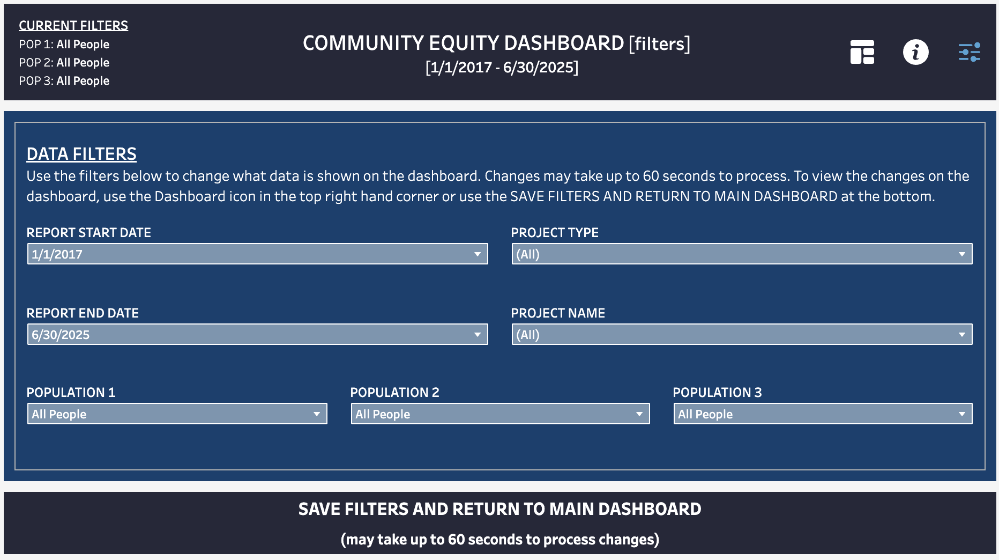 CURRENT FILTERS
POP 1: All People
POP 2: All People
POP 3: All People
COMMUNITY EQUITY DASHBOARD [filters]
[1/1/2017 - 6/30/2025]
DATA FILTERS
Use the filters below to change what data is shown on the dashboard. Changes may take up to 60 seconds to process. To view the changes on the
dashboard, use the Dashboard icon in the top right hand corner or use the SAVE FILTERS AND RETURN TO MAIN DASHBOARD at the bottom.
REPORT START DATE
1/1/2017
PROJECT TYPE
(All)
REPORT END DATE
6/30/2025
PROJECT NAME
(All)
POPULATION 1
All People
POPULATION 2
All People
POPULATION 3
All People
SAVE FILTERS AND RETURN TO MAIN DASHBOARD
(may take up to 60 seconds to process changes)